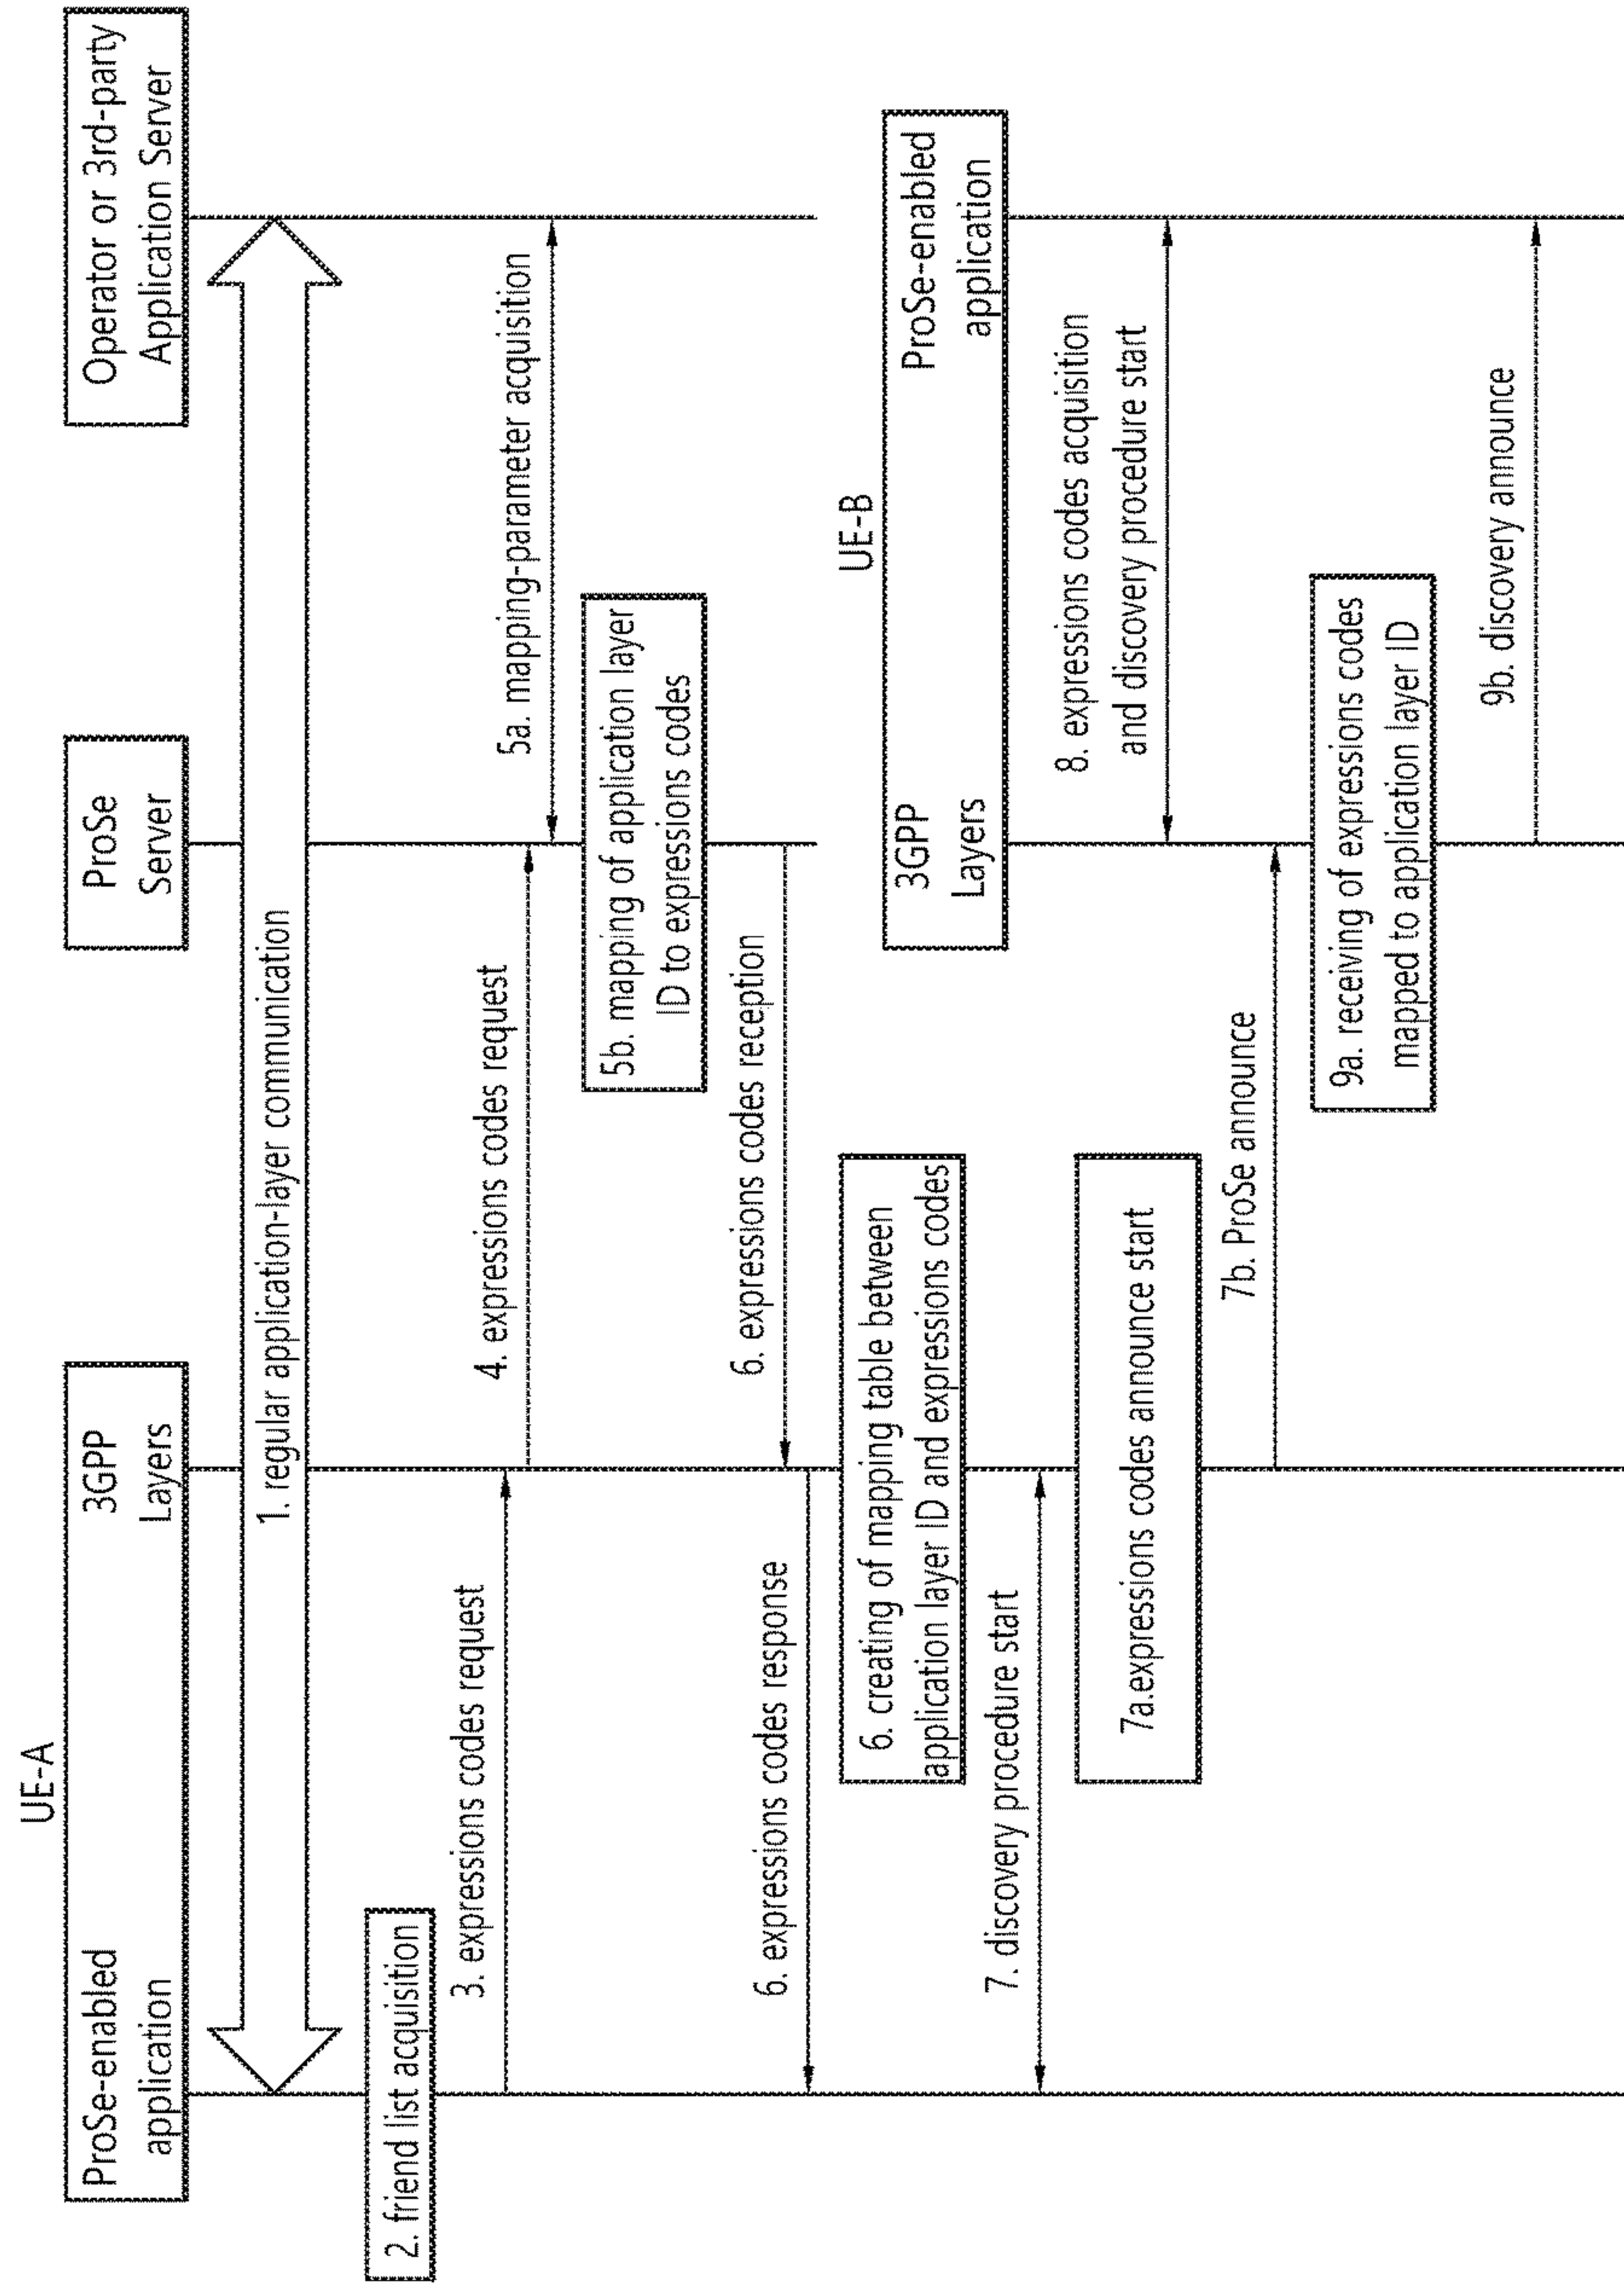 UE-A
ProSe-enabled
application
3GPP
Layers
ProSe
Server
Operator or 3rd-party
Application Server
1. regular application-layer communication
2. friend list acquisition
3. expressions codes request
4. expressions codes request
5a. mapping-parameter acquisition
5b. mapping of application layer
ID to expressions codes
6. expressions codes reception
6. expressions codes response
6. creating of mapping table between
application layer ID and expressions codes
UE-B
3GPP
Layers
ProSe-enabled
application
7. discovery procedure start
8. expressions codes acquisition
and discovery procedure start
7a.expressions codes announce start
7b. ProSe announce
9a. receiving of expressions codes
mapped to application layer ID
9b. discovery announce